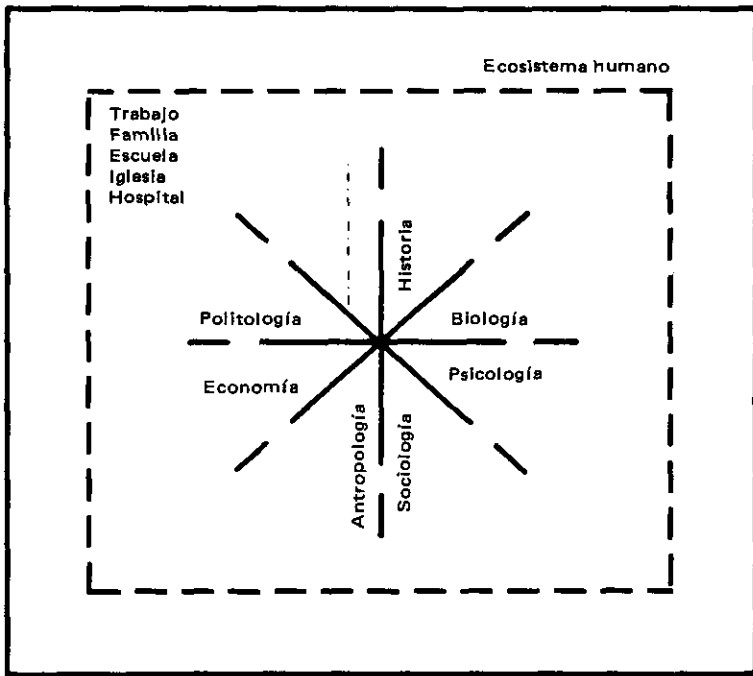 Ecosistema humano
Trabajo
Familia
Escuela
Iglesia
Hospital
Historia
Politología
Biología
Economía
Psicología
Antropología
Sociología